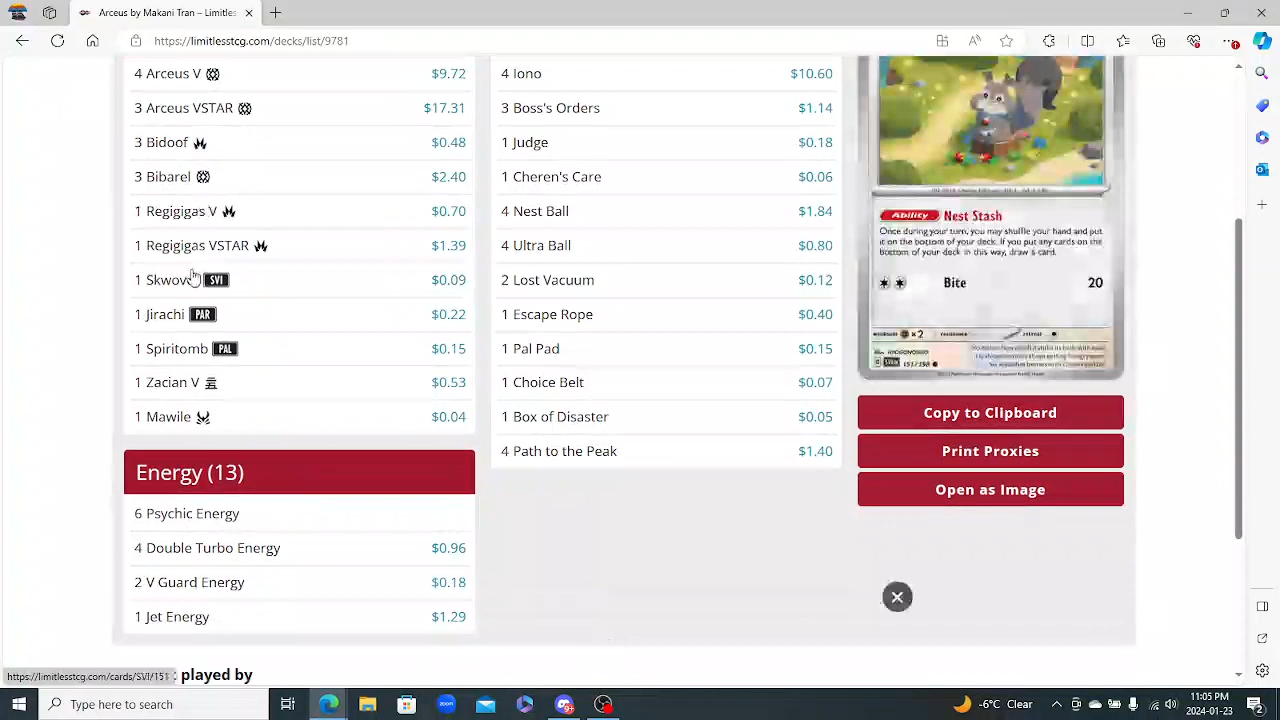 Arceus by Makoni Tran – Limitless
https://limitlesstcg.com/decks/list/9781
4 Arceus V $9.72
3 Arceus VSTAR $17.31
3 Bidoof $0.48
3 Bibarel $2.40
1 Regigigas V $0.70
1 Regigigas VSTAR $1.39
1 Skwov SVI $0.09
1 Jirachi PAR $0.22
1 Spiritomb PAL $0.15
1 Zacian V $0.53
1 Mawile $0.04
Energy (13)
6 Psychic Energy
4 Double Turbo Energy $0.96
2 V Guard Energy $0.18
1 Jet Energy $1.29
4 Iono $10.60
3 Boss's Orders $1.14
1 Judge $0.18
1 Cheren's Care $0.06
4 Nest Ball $1.84
4 Ultra Ball $0.80
2 Lost Vacuum $0.12
1 Escape Rope $0.40
1 Pal Pad $0.15
1 Choice Belt $0.07
1 Box of Disaster $0.05
4 Path to the Peak $1.40
Ability Nest Stash
Once during your turn, you may shuffle your hand and put
it on the bottom of your deck. If you put any cards on the
bottom of your deck in this way, draw a card.
Bite 20
×2
151/198
Copy to Clipboard
Print Proxies
Open as Image
https://limitlesstcg.com/cards/SVI/151
played by
Type here to search
zoom
-6°C Clear
11:05 PM
2024-01-23